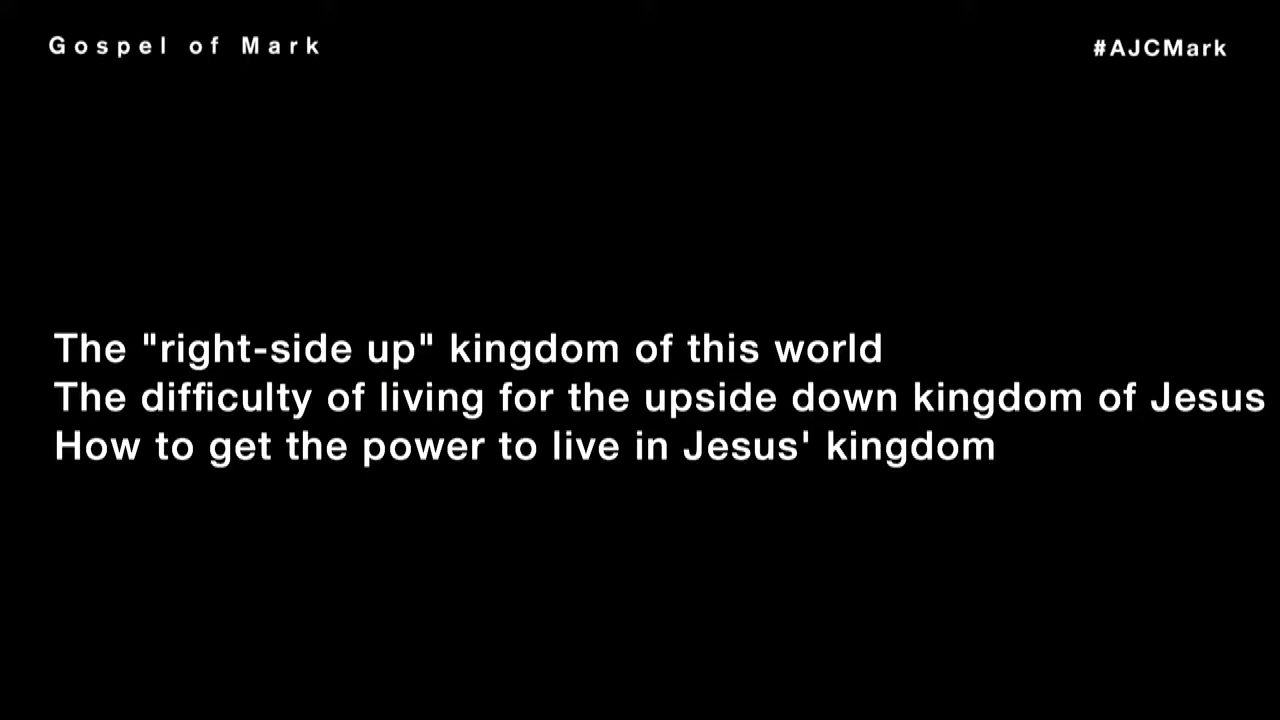 Gospel of Mark
#AJCMark
The "right-side up" kingdom of this world
The difficulty of living for the upside down kingdom of Jesus
How to get the power to live in Jesus' kingdom